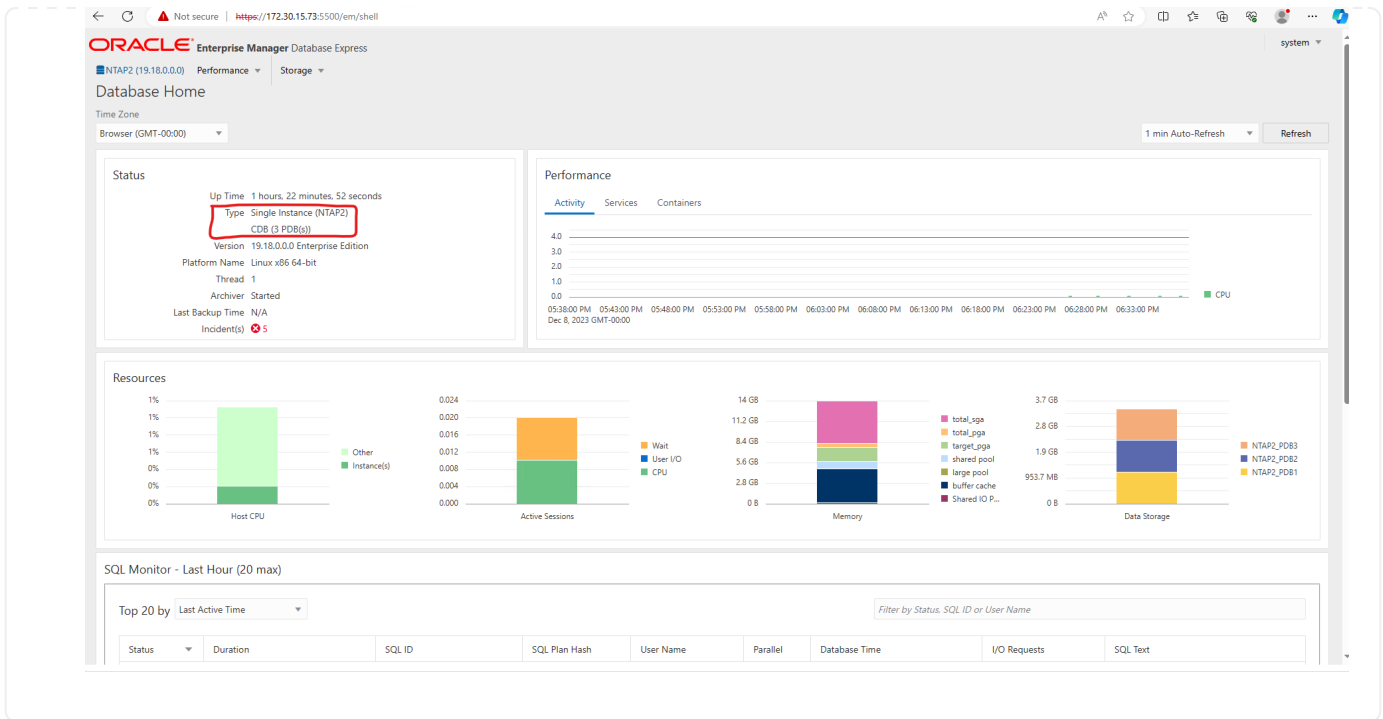 Not secure | https://172.30.15.73:5500/em/shell
ORACLE Enterprise Manager Database Express
system
NTAP2 (19.18.0.0.0) Performance Storage
Database Home
Time Zone
Browser (GMT-00:00)
1 min Auto-Refresh
Refresh
Status
Up Time 1 hours, 22 minutes, 52 seconds
Type Single Instance (NTAP2)
CDB (3 PDB(s))
Version 19.18.0.0.0 Enterprise Edition
Platform Name Linux x86 64-bit
Thread 1
Archiver Started
Last Backup Time N/A
Incident(s) 5
Performance
Activity Services Containers
4.0
3.0
2.0
1.0
0.0
05:38:00 PM 05:43:00 PM 05:48:00 PM 05:53:00 PM 05:58:00 PM 06:03:00 PM 06:08:00 PM 06:13:00 PM 06:18:00 PM 06:23:00 PM 06:28:00 PM 06:33:00 PM
Dec 8, 2023 GMT-00:00
CPU
Resources
1%
1%
1%
1%
0%
0%
0%
Host CPU
Other
Instance(s)
0.024
0.020
0.016
0.012
0.008
0.004
0.000
Active Sessions
Wait
User I/O
CPU
14 GB
11.2 GB
8.4 GB
5.6 GB
2.8 GB
0 B
Memory
total_sga
total_pga
target_pga
shared pool
large pool
buffer cache
Shared IO P...
3.7 GB
2.8 GB
1.9 GB
953.7 MB
0 B
Data Storage
NTAP2_PDB3
NTAP2_PDB2
NTAP2_PDB1
SQL Monitor - Last Hour (20 max)
Top 20 by Last Active Time
Filter by Status, SQL ID or User Name
Status Duration SQL ID SQL Plan Hash User Name Parallel Database Time I/O Requests SQL Text